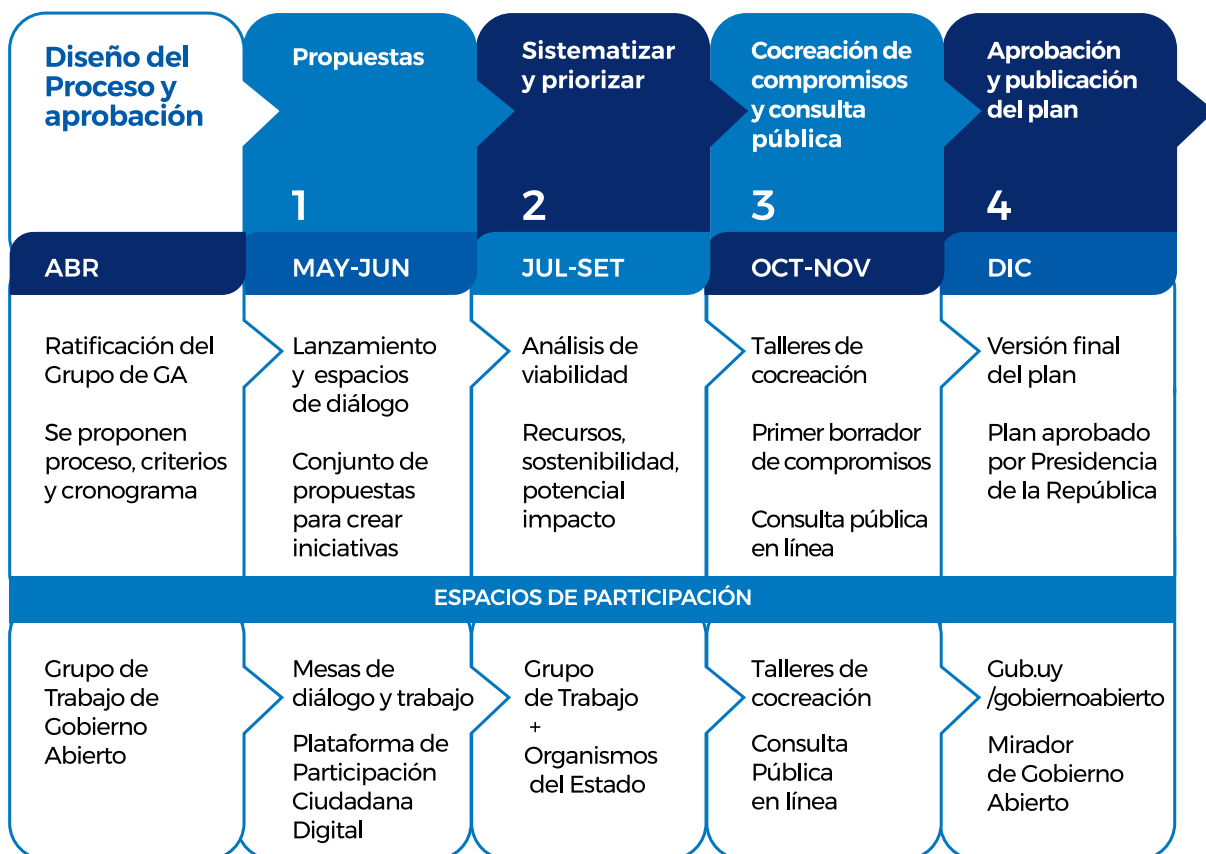 Diseño del
Proceso y
aprobación
Propuestas
1
Sistematizar
y priorizar
2
Cocreación de
compromisos
y consulta
pública
3
Aprobación
y publicación
del plan
4
ABR
MAY-JUN
JUL-SET
OCT-NOV
DIC
Ratificación del
Grupo de GA
Se proponen
proceso, criterios
y cronograma
Lanzamiento
y espacios
de diálogo
Conjunto de
propuestas
para crear
iniciativas
Análisis de
viabilidad
Recursos,
sostenibilidad,
potencial
impacto
Talleres de
cocreación
Primer borrador
de compromisos
Consulta pública
en línea
Versión final
del plan
Plan aprobado
por Presidencia
de la República
ESPACIOS DE PARTICIPACIÓN
Grupo de
Trabajo de
Gobierno
Abierto
Mesas de
diálogo y trabajo
Plataforma de
Participación
Ciudadana
Digital
Grupo
de Trabajo
+
Organismos
del Estado
Talleres de
cocreación
Consulta
Pública
en línea
Gub.uy
/gobiernoabierto
Mirador
de Gobierno
Abierto